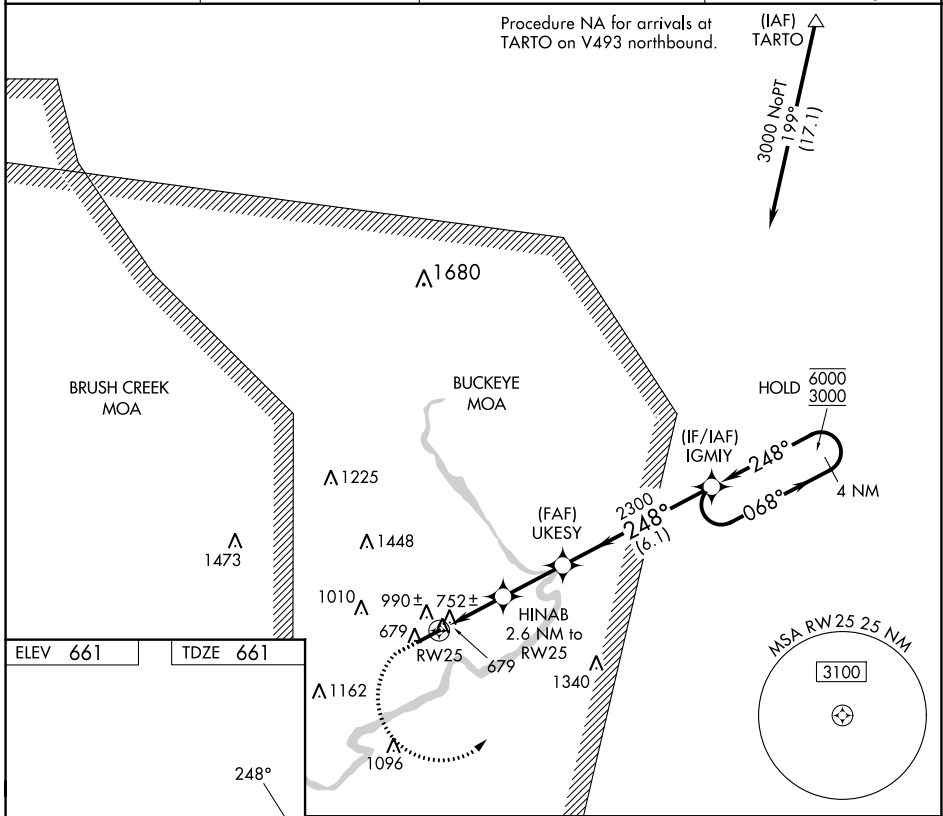 Procedure NA for arrivals at
TARTO on V493 northbound.
(IAF)
TARTO
3000 NoPT
199°
(17.1)
1680
BRUSH CREEK
MOA
BUCKEYE
MOA
HOLD 6000
3000
(IF/IAF)
IGMIY
248°
068°
4 NM
1225
2300
248°
(6.1)
(FAF)
UKESY
1473
1448
1010
990±
752±
HINAB
2.6 NM to
RW25
679
RW25
679
1340
ELEV 661
TDZE 661
1162
1096
248°
MSA RW25 25 NM
3100